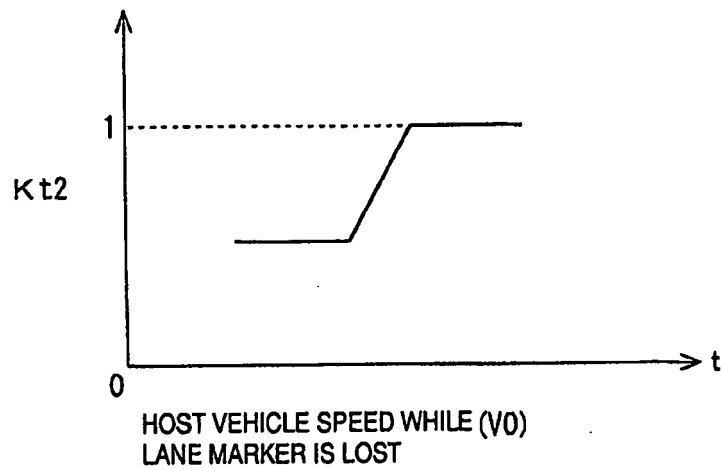 1
Kt2
t
0
HOST VEHICLE SPEED WHILE (V0)
LANE MARKER IS LOST